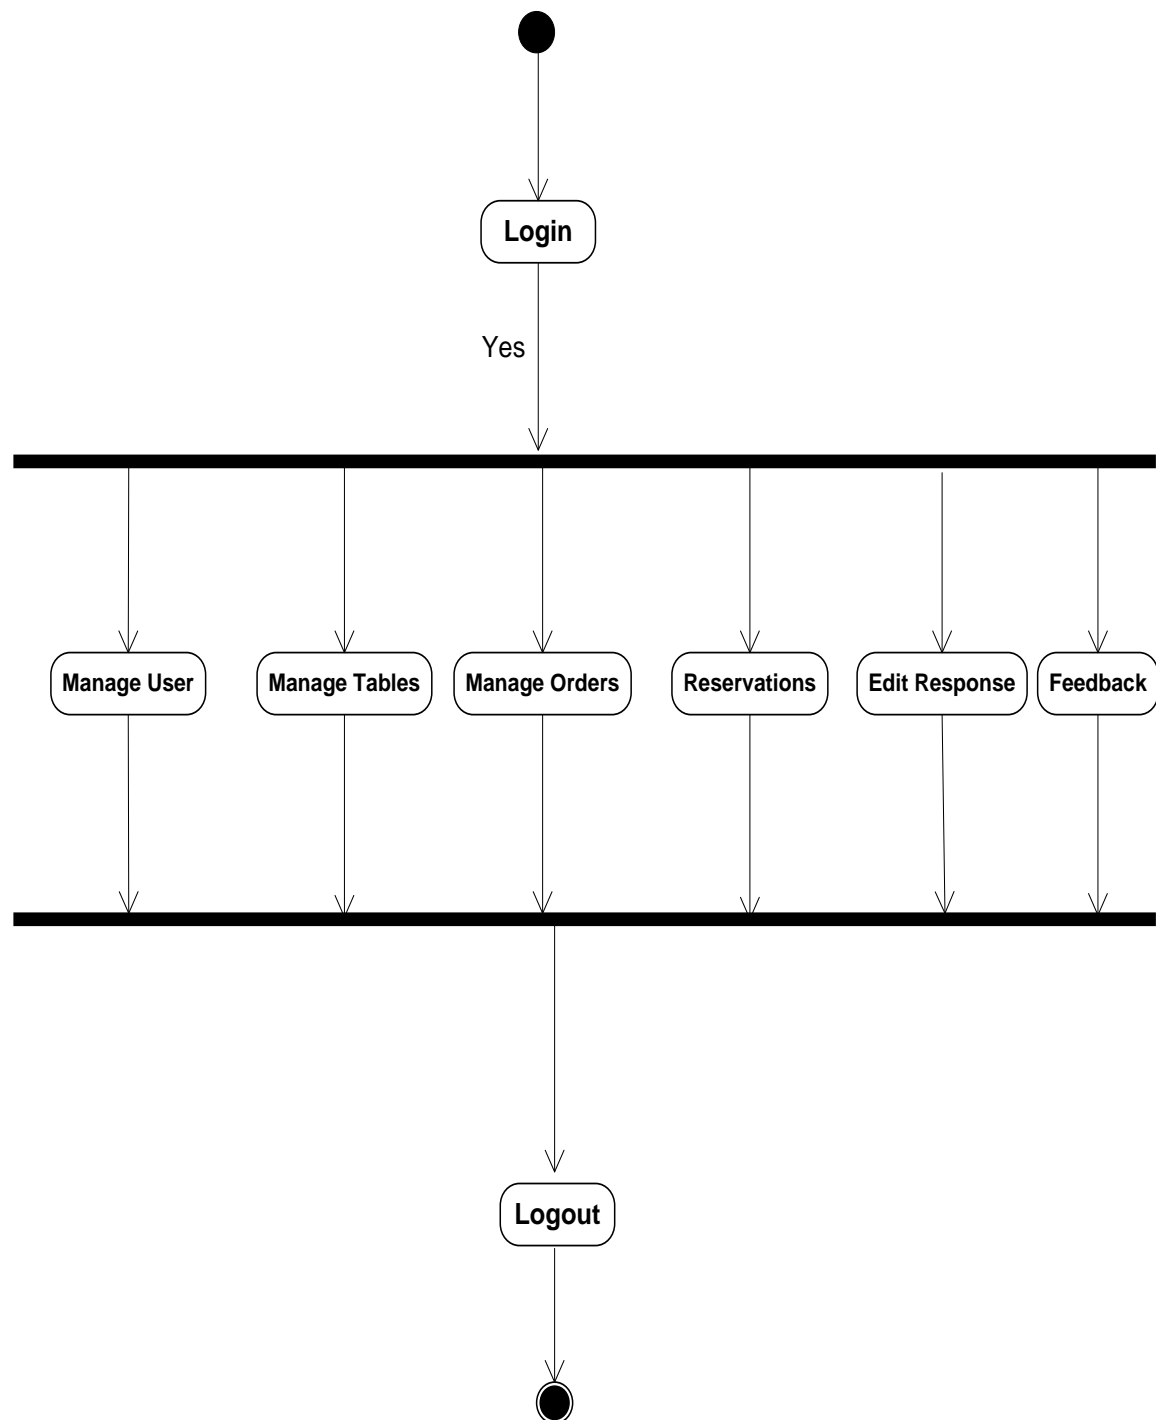 Login
Yes
Manage User
Manage Tables
Manage Orders
Reservations
Edit Response
Feedback
Logout